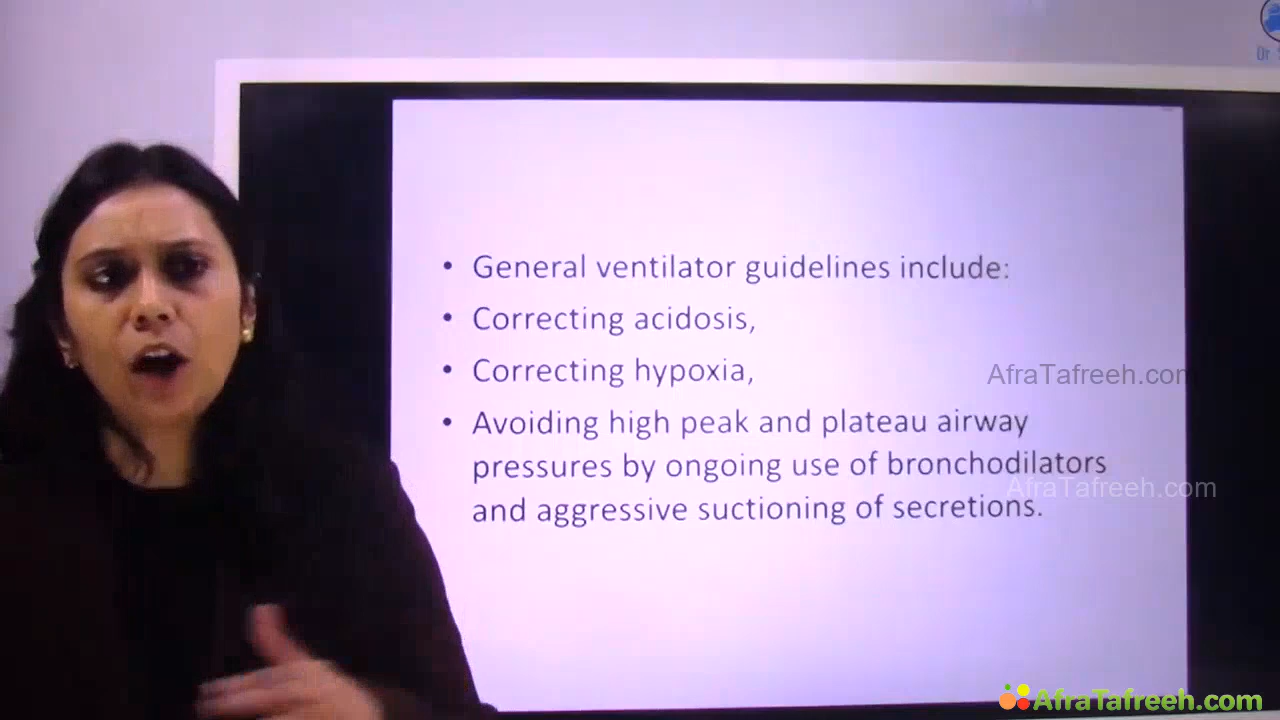 Dr
• General ventilator guidelines include:
• Correcting acidosis,
• Correcting hypoxia,
AfraTafreeh.com
• Avoiding high peak and plateau airway
pressures by ongoing use of bronchodilators
AfraTafreeh.com
and aggressive suctioning of secretions.
AfraTafreeh.com